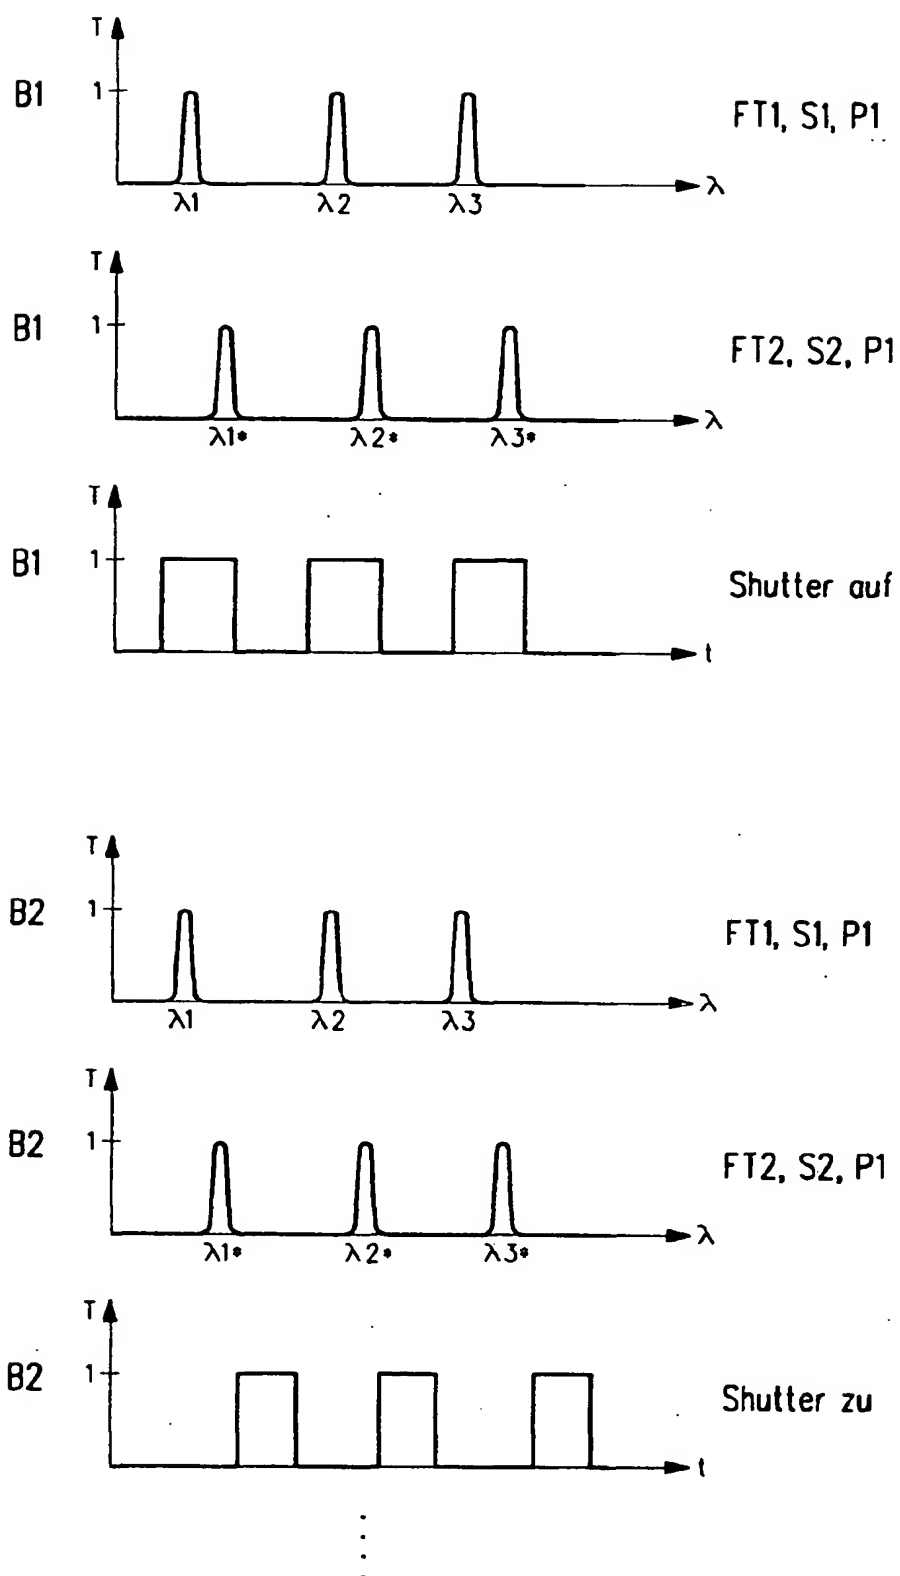 T
B1
1
FT1, S1, P1
λ1 λ2 λ3 λ
T
B1
1
FT2, S2, P1
λ1* λ2* λ3* λ
T
B1
1
Shutter auf
t
T
B2
1
FT1, S1, P1
λ1 λ2 λ3 λ
T
B2
1
FT2, S2, P1
λ1* λ2* λ3* λ
T
B2
1
Shutter zu
t